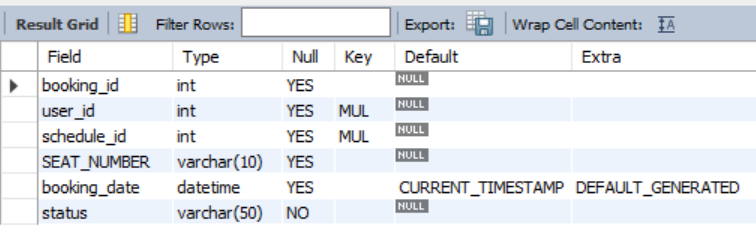 Result Grid Filter Rows: Export: Wrap Cell Content: IA
Field Type Null Key Default Extra
booking_id int YES NULL
user_id int YES MUL NULL
schedule_id int YES MUL NULL
SEAT_NUMBER varchar(10) YES NULL
booking_date datetime YES CURRENT_TIMESTAMP DEFAULT_GENERATED
status varchar(50) NO NULL